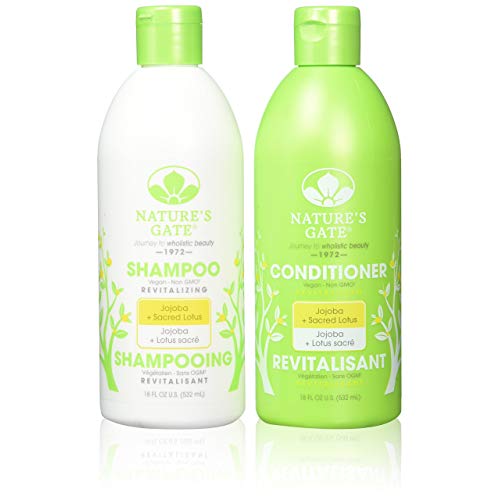 NATURE'S
GATE®
Journey to wholistic beauty
—1972—
SHAMPOO
Vegan • Non GMO†
REVITALIZING
Jojoba
+ Sacred Lotus
Jojoba
+ Lotus sacré
SHAMPOOING
Végétalien • Sans OGM†
REVITALISANT
18 FL OZ U.S. (532 mL)
NATURE'S
GATE®
Journey to wholistic beauty
—1972—
CONDITIONER
Vegan • Non GMO†
Jojoba
+ Sacred Lotus
Jojoba
+ Lotus sacré
REVITALISANT
Végétalien • Sans OGM†
18 FL OZ U.S. (532 mL)